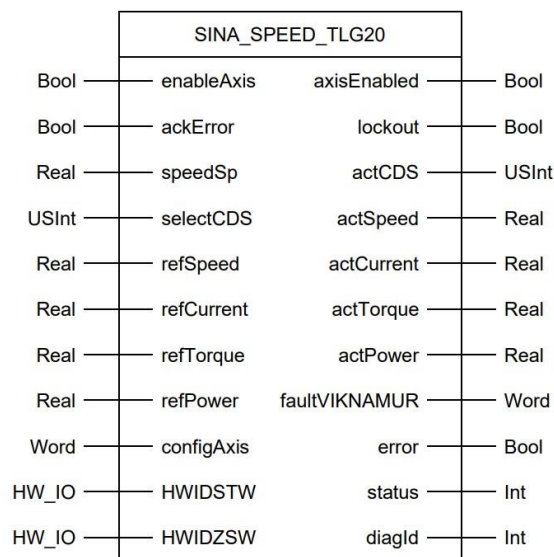 SINA_SPEED_TLG20
Bool enableAxis axisEnabled Bool
Bool ackError lockout Bool
Real speedSp actCDS USInt
USInt selectCDS actSpeed Real
Real refSpeed actCurrent Real
Real refCurrent actTorque Real
Real refTorque actPower Real
Real refPower faultVIKNAMUR Word
Word configAxis error Bool
HW_IO HWIDSTW status Int
HW_IO HWIDZSW diagId Int